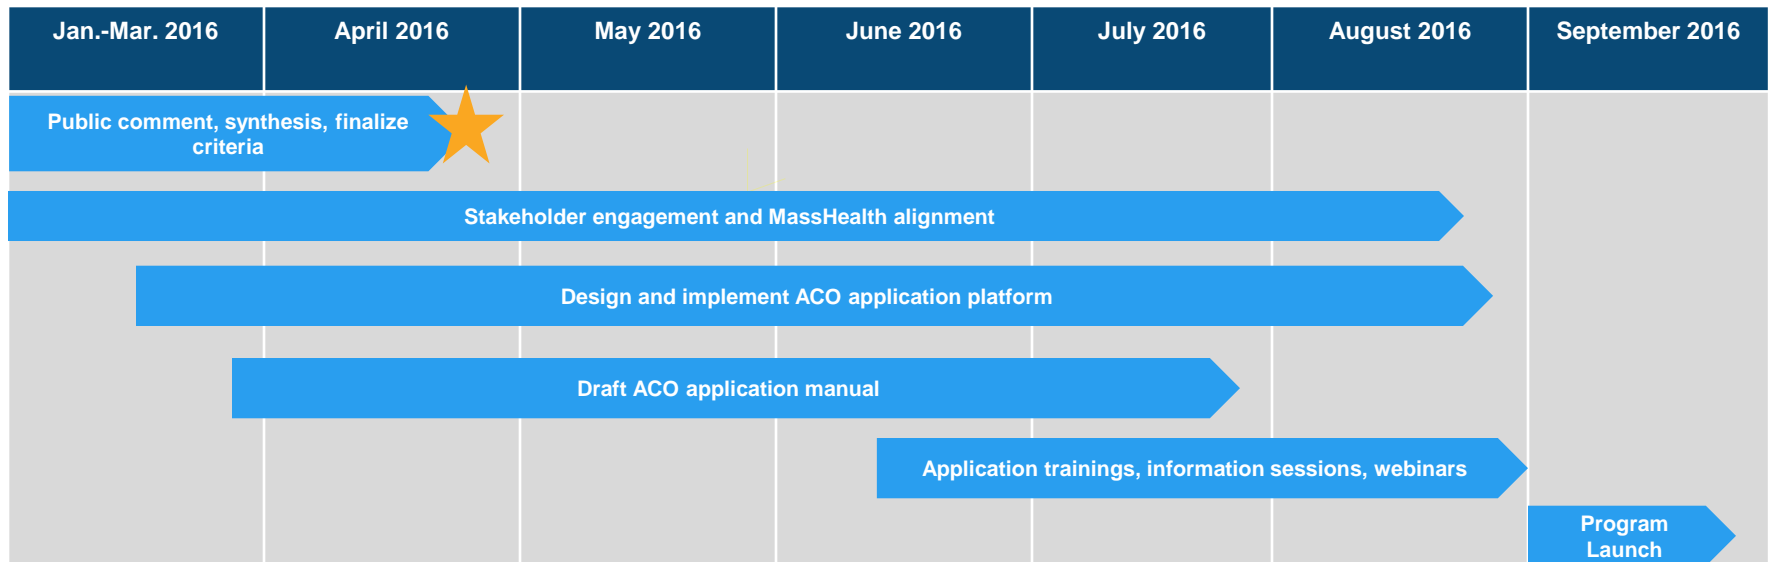 Jan.-Mar. 2016
April 2016
May 2016
June 2016
July 2016
August 2016
September 2016
Public comment, synthesis, finalize
criteria
Stakeholder engagement and MassHealth alignment
Design and implement ACO application platform
Draft ACO application manual
Application trainings, information sessions, webinars
Program
Launch